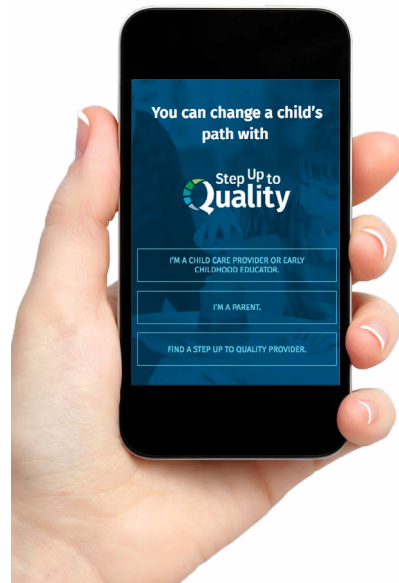 You can change a child's
path with
Step Up to
Quality
I'M A CHILD CARE PROVIDER OR EARLY
CHILDHOOD EDUCATOR.
I'M A PARENT.
FIND A STEP UP TO QUALITY PROVIDER.